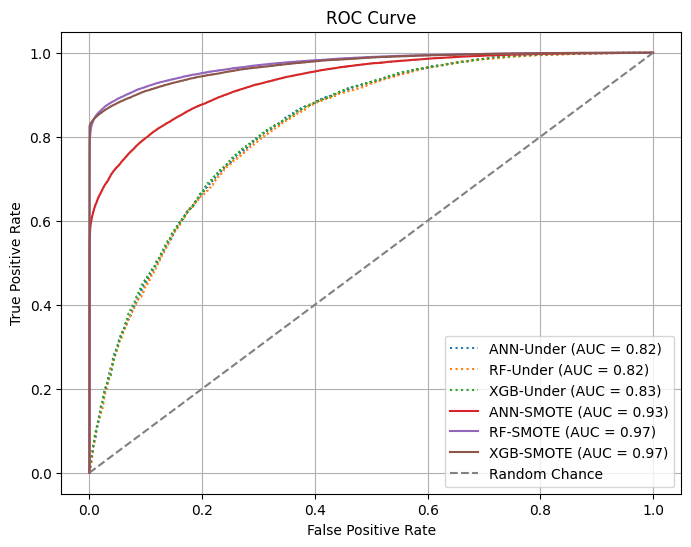 ROC Curve
True Positive Rate
1.0
0.8
0.6
0.4
0.2
0.0
ANN-Under (AUC = 0.82)
RF-Under (AUC = 0.82)
XGB-Under (AUC = 0.83)
ANN-SMOTE (AUC = 0.93)
RF-SMOTE (AUC = 0.97)
XGB-SMOTE (AUC = 0.97)
Random Chance
0.0 0.2 0.4 0.6 0.8 1.0
False Positive Rate